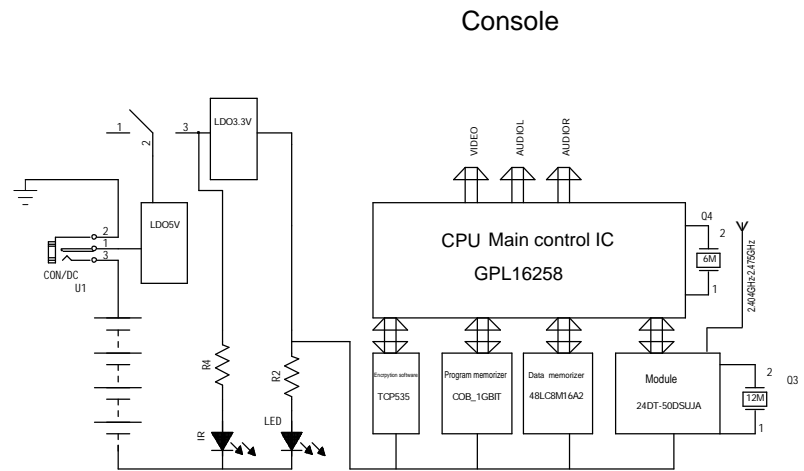 Console
1
2
3
LDO3.3V
LDO5V
2
1
3
CON/DC
U1
VIDEO
AUDIOL
AUDIOR
CPU Main control IC
GPL16258
Q4
2
6M
1
2.404GHz-2.475GHz
R4
R2
IR
LED
Encrpytion software
TCP535
Program memorizer
COB_1GBIT
Data memorizer
48LC8M16A2
Module
24DT-50DSUJA
2
Q3
12M
1